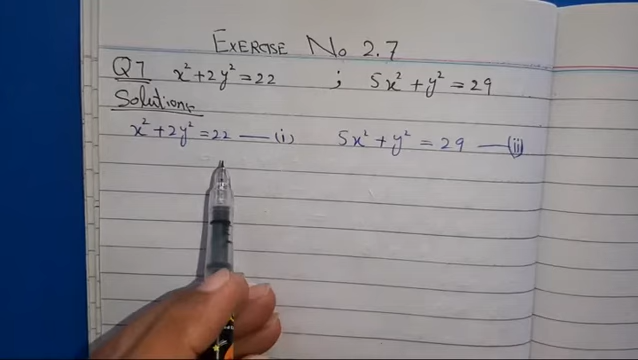 EXERCISE No 2.7
Q7 x²+2y²=22 ; 5x²+y²=29
Solution:
x²+2y²=22 —(i) 5x²+y²=29 —(ii)